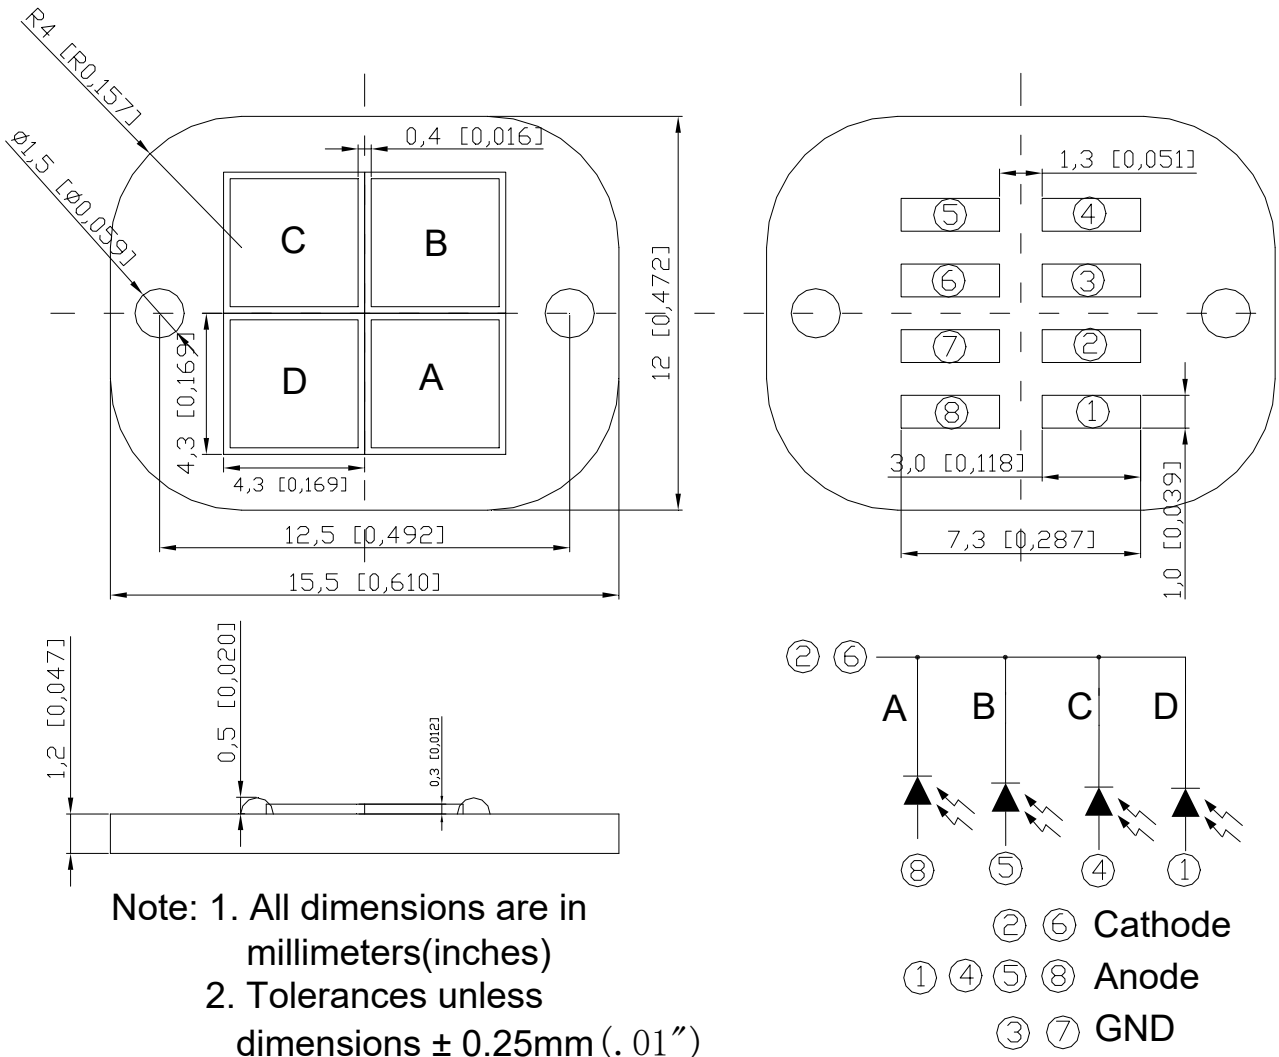 R4 [R0,157]
Ø1,5 [Ø0,059]
0,4 [0,016]
C B
D A
4,3 [0,169]
4,3 [0,169]
12 [0,472]
12,5 [0,492]
15,5 [0,610]
1,3 [0,051]
⑤ ④
⑥ ③
⑦ ②
⑧ ①
3,0 [0,118]
7,3 [0,287]
1,0 [0,039]
1,2 [0,047]
0,5 [0,020]
0,3 [0,012]
② ⑥
A B C D
⑧ ⑤ ④ ①
② ⑥ Cathode
① ④ ⑤ ⑧ Anode
③ ⑦ GND
Note: 1. All dimensions are in
millimeters(inches)
2. Tolerances unless
dimensions ± 0.25mm (. 01″)